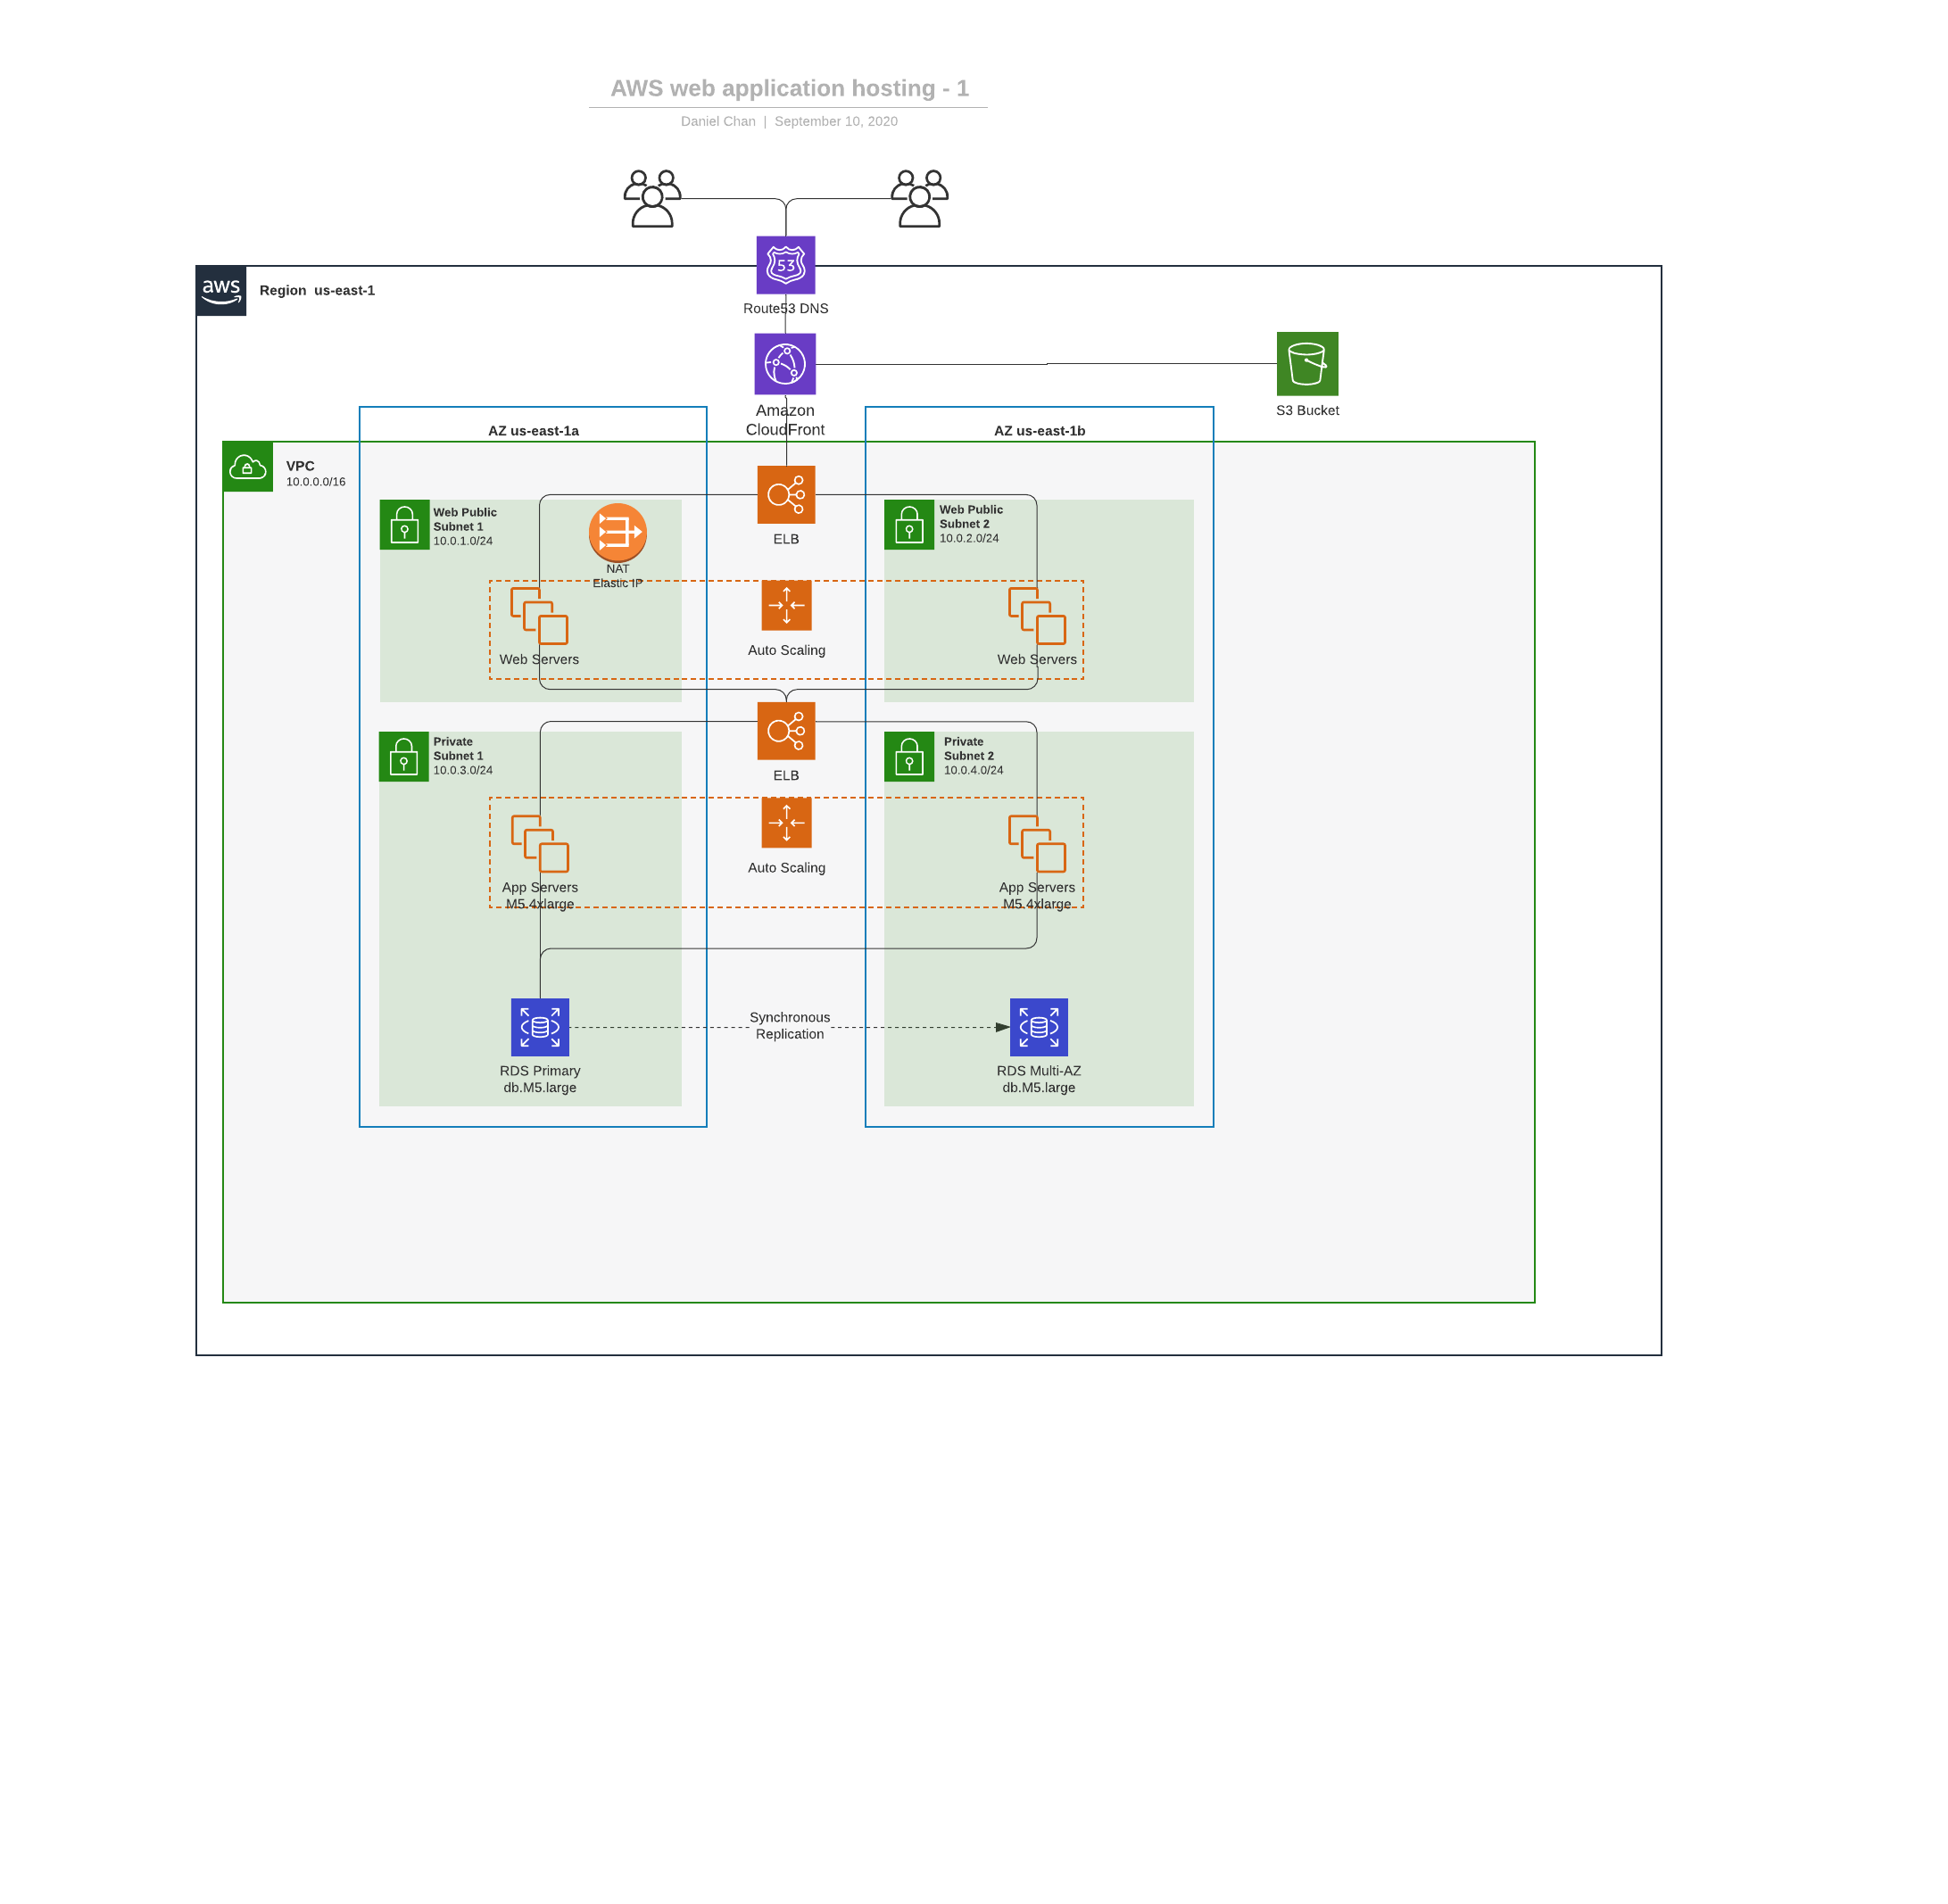 AWS web application hosting - 1
Daniel Chan | September 10, 2020
53
aws
Region us-east-1
Route53 DNS
Amazon
CloudFront
S3 Bucket
AZ us-east-1a
AZ us-east-1b
VPC
10.0.0.0/16
Web Public
Subnet 1
10.0.1.0/24
NAT
Elastic IP
ELB
Web Public
Subnet 2
10.0.2.0/24
Web Servers
Auto Scaling
Web Servers
Private
Subnet 1
10.0.3.0/24
ELB
Private
Subnet 2
10.0.4.0/24
App Servers
M5.4xlarge
Auto Scaling
App Servers
M5.4xlarge
Synchronous
Replication
RDS Primary
db.M5.large
RDS Multi-AZ
db.M5.large